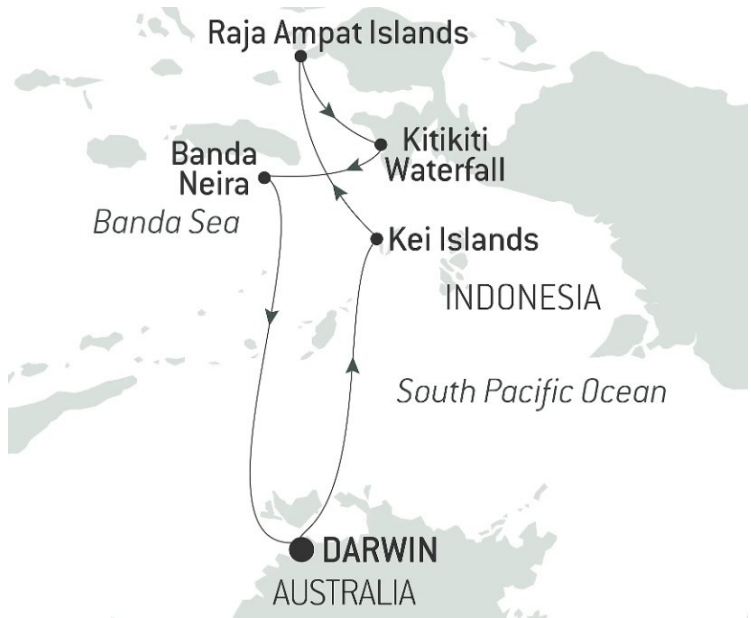 Raja Ampat Islands
Kitikiti
Waterfall
Banda
Neira
Banda Sea
Kei Islands
INDONESIA
South Pacific Ocean
DARWIN
AUSTRALIA